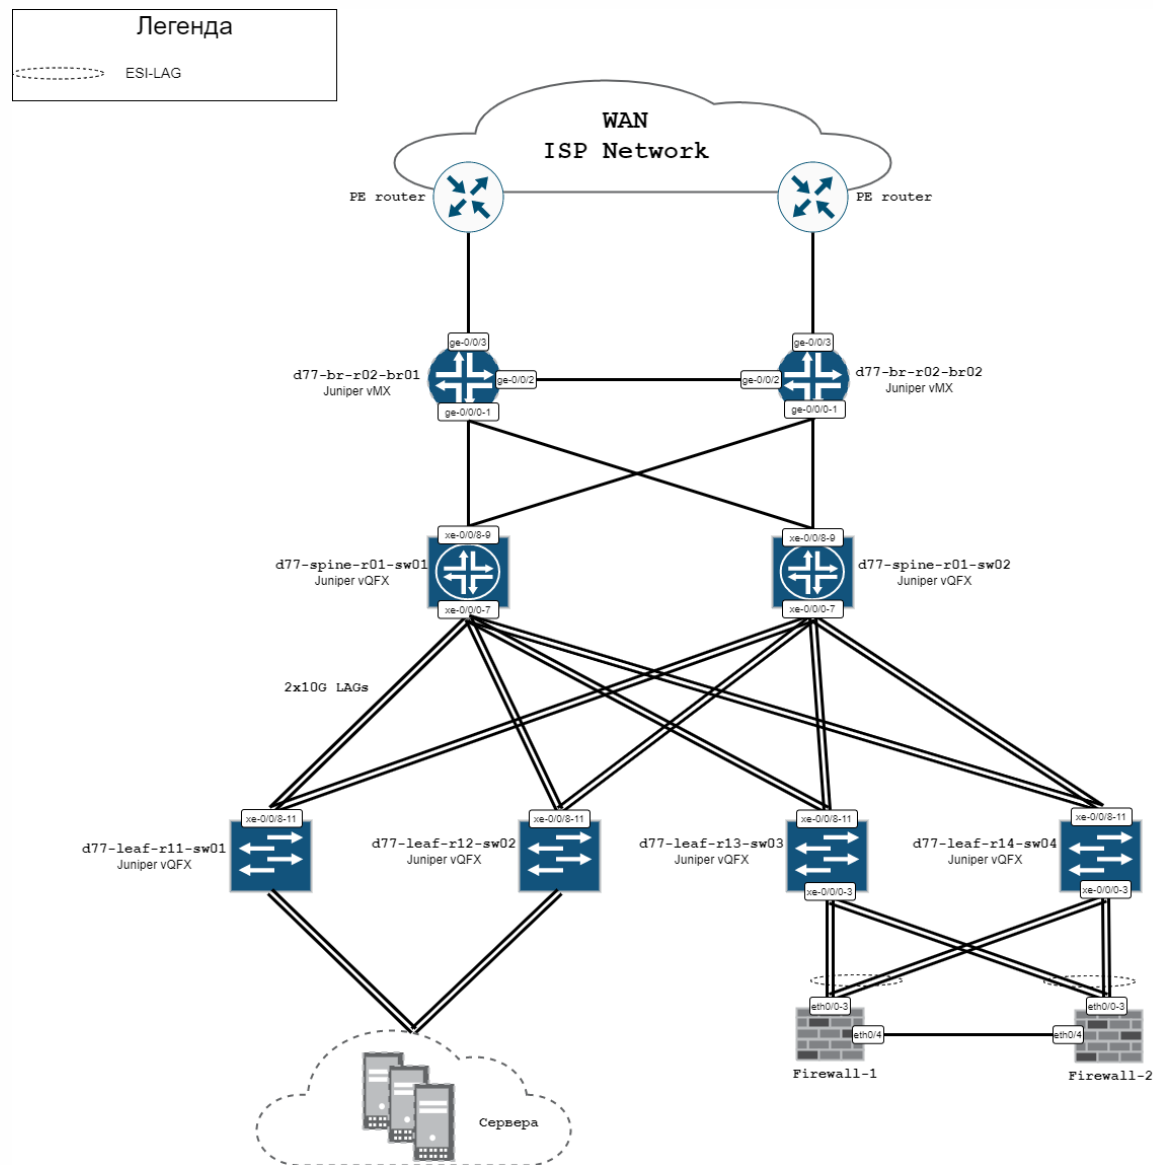 Легенда
ESI-LAG
WAN
ISP Network
PE router
PE router
ge-0/0/3
ge-0/0/3
d77-br-r02-br01
Juniper vMX
ge-0/0/2
ge-0/0/2
d77-br-r02-br02
Juniper vMX
ge-0/0/0-1
ge-0/0/0-1
xe-0/0/8-9
xe-0/0/8-9
d77-spine-r01-sw01
Juniper vQFX
d77-spine-r01-sw02
Juniper vQFX
xe-0/0/0-7
xe-0/0/0-7
2x10G LAGs
xe-0/0/8-11
xe-0/0/8-11
xe-0/0/8-11
xe-0/0/8-11
d77-leaf-r11-sw01
Juniper vQFX
d77-leaf-r12-sw02
Juniper vQFX
d77-leaf-r13-sw03
Juniper vQFX
d77-leaf-r14-sw04
Juniper vQFX
xe-0/0/0-3
xe-0/0/0-3
eth0/0-3
eth0/0-3
eth0/4
eth0/4
Firewall-1
Firewall-2
Сервера